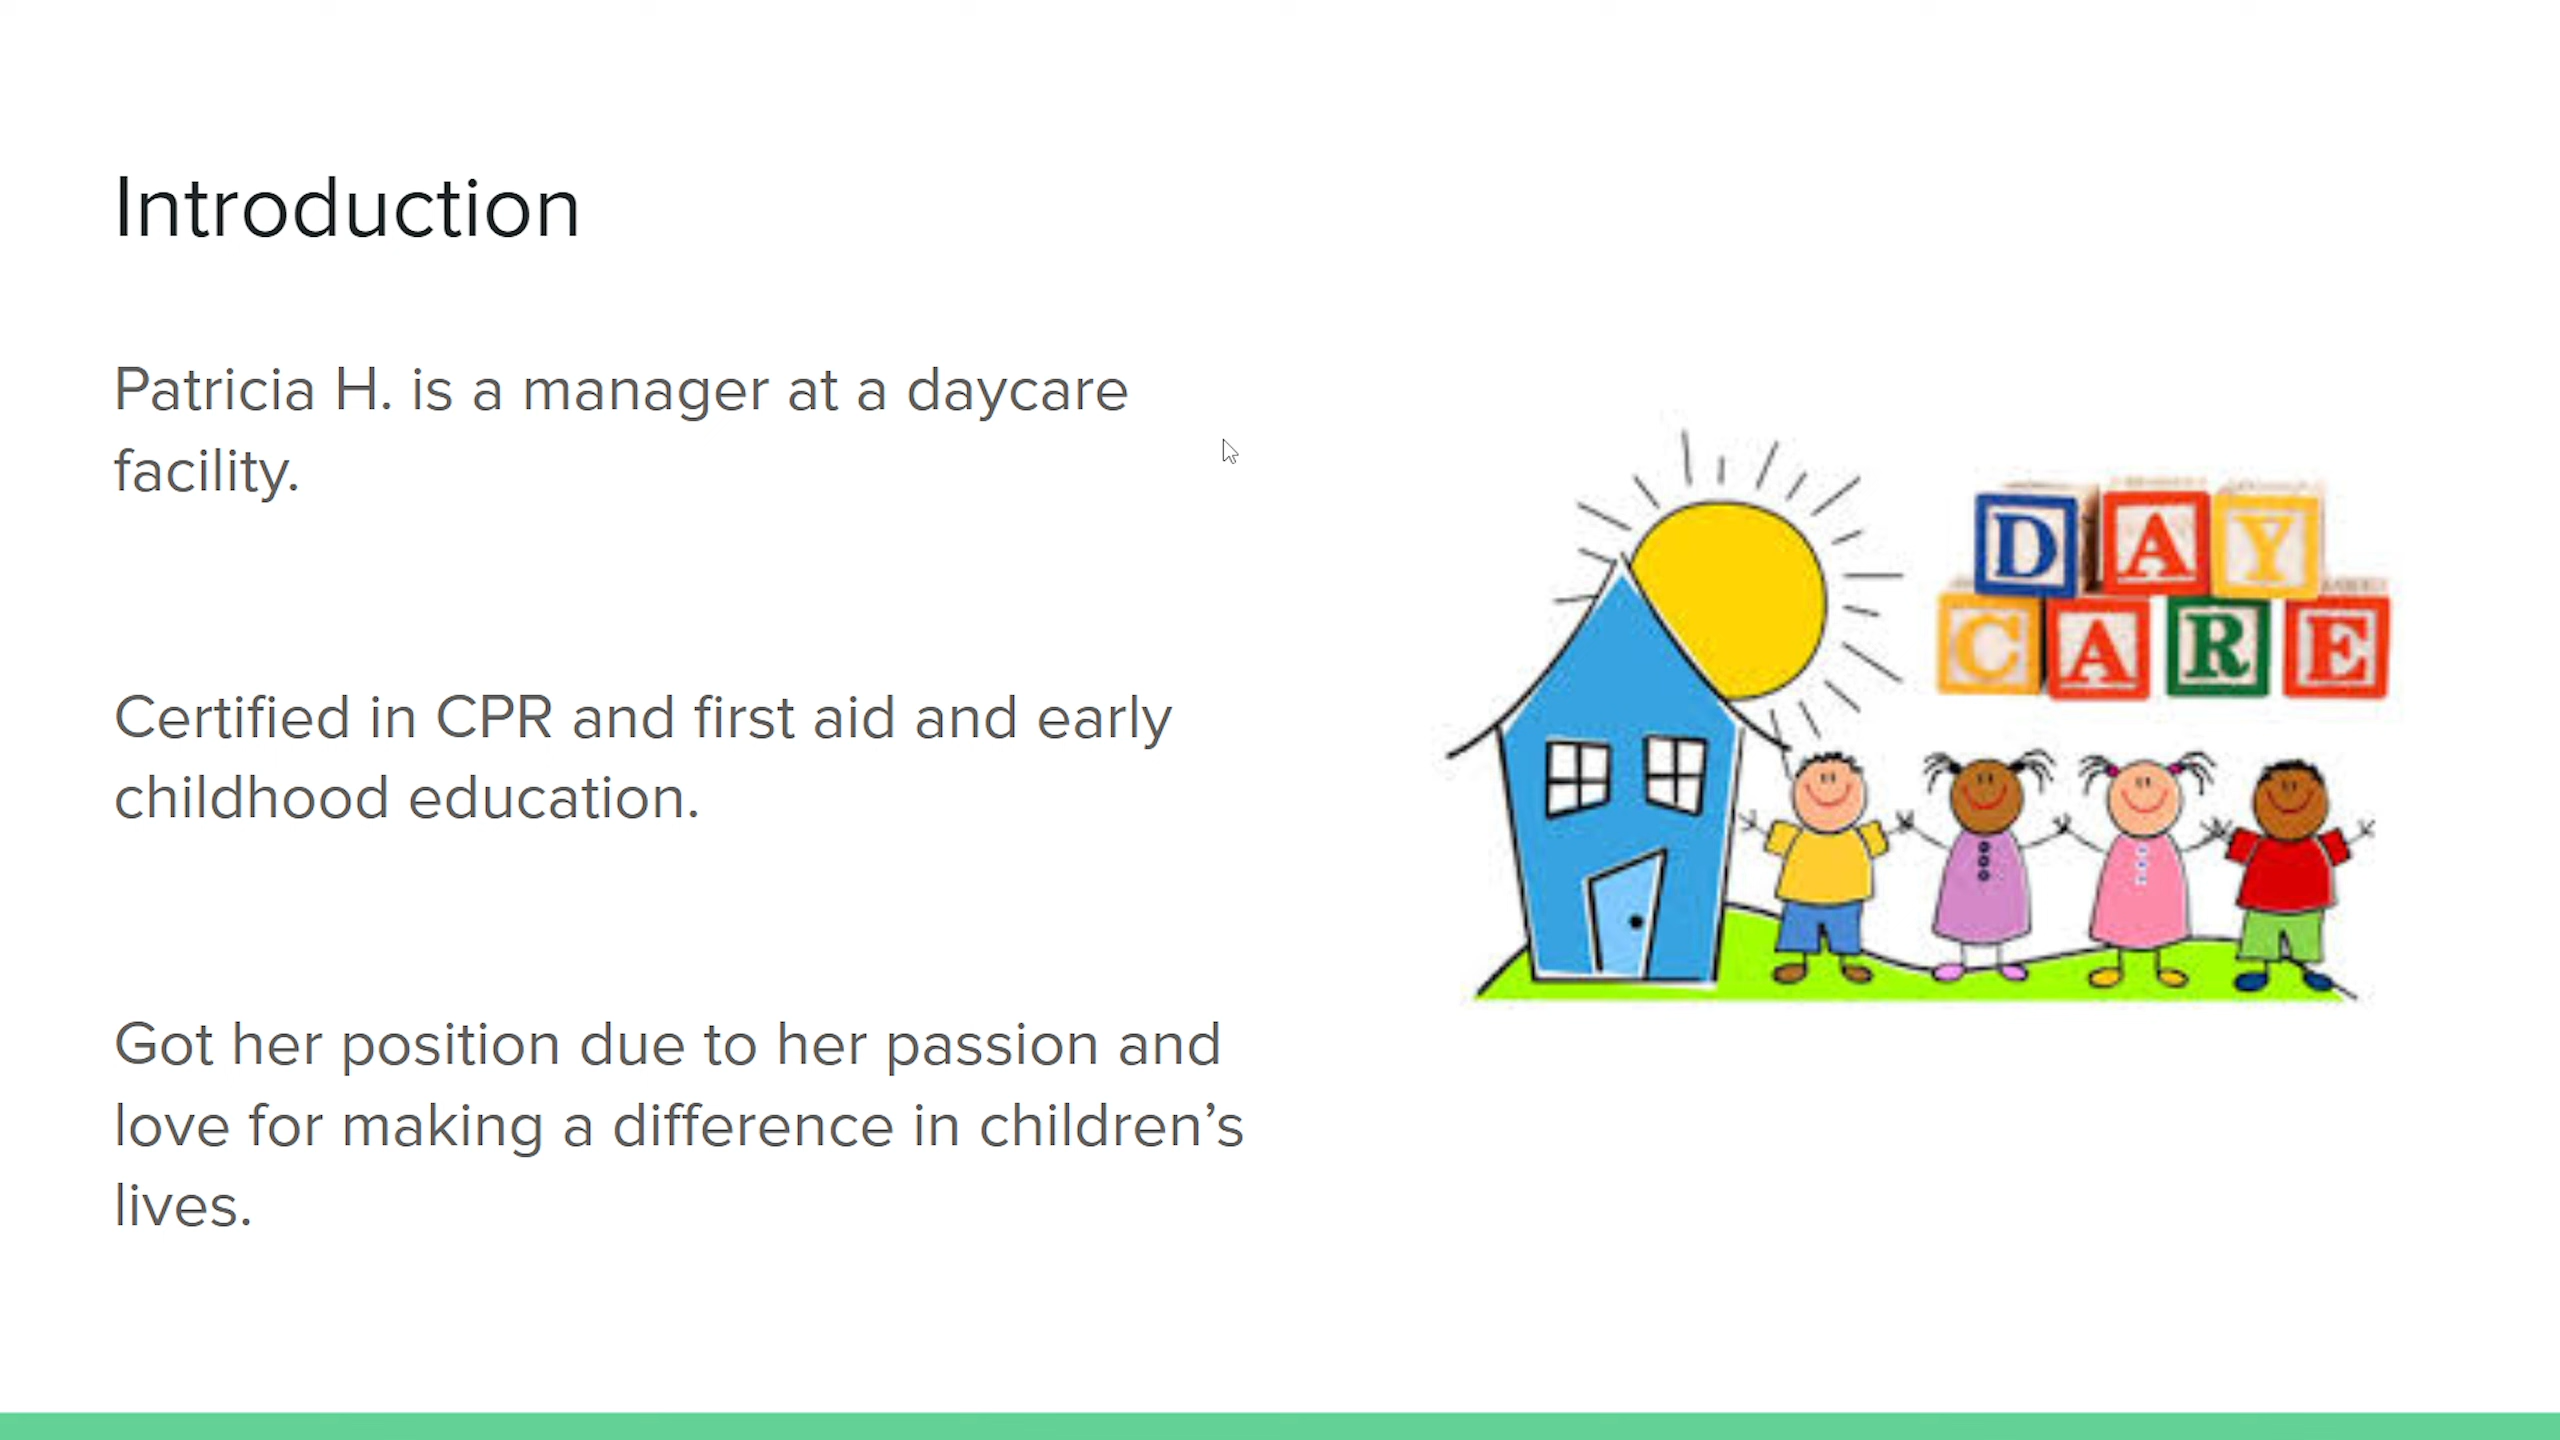 Introduction
Patricia H. is a manager at a daycare
facility.
Certified in CPR and first aid and early
childhood education.
Got her position due to her passion and
love for making a difference in children’s
lives.
DAY
CARE